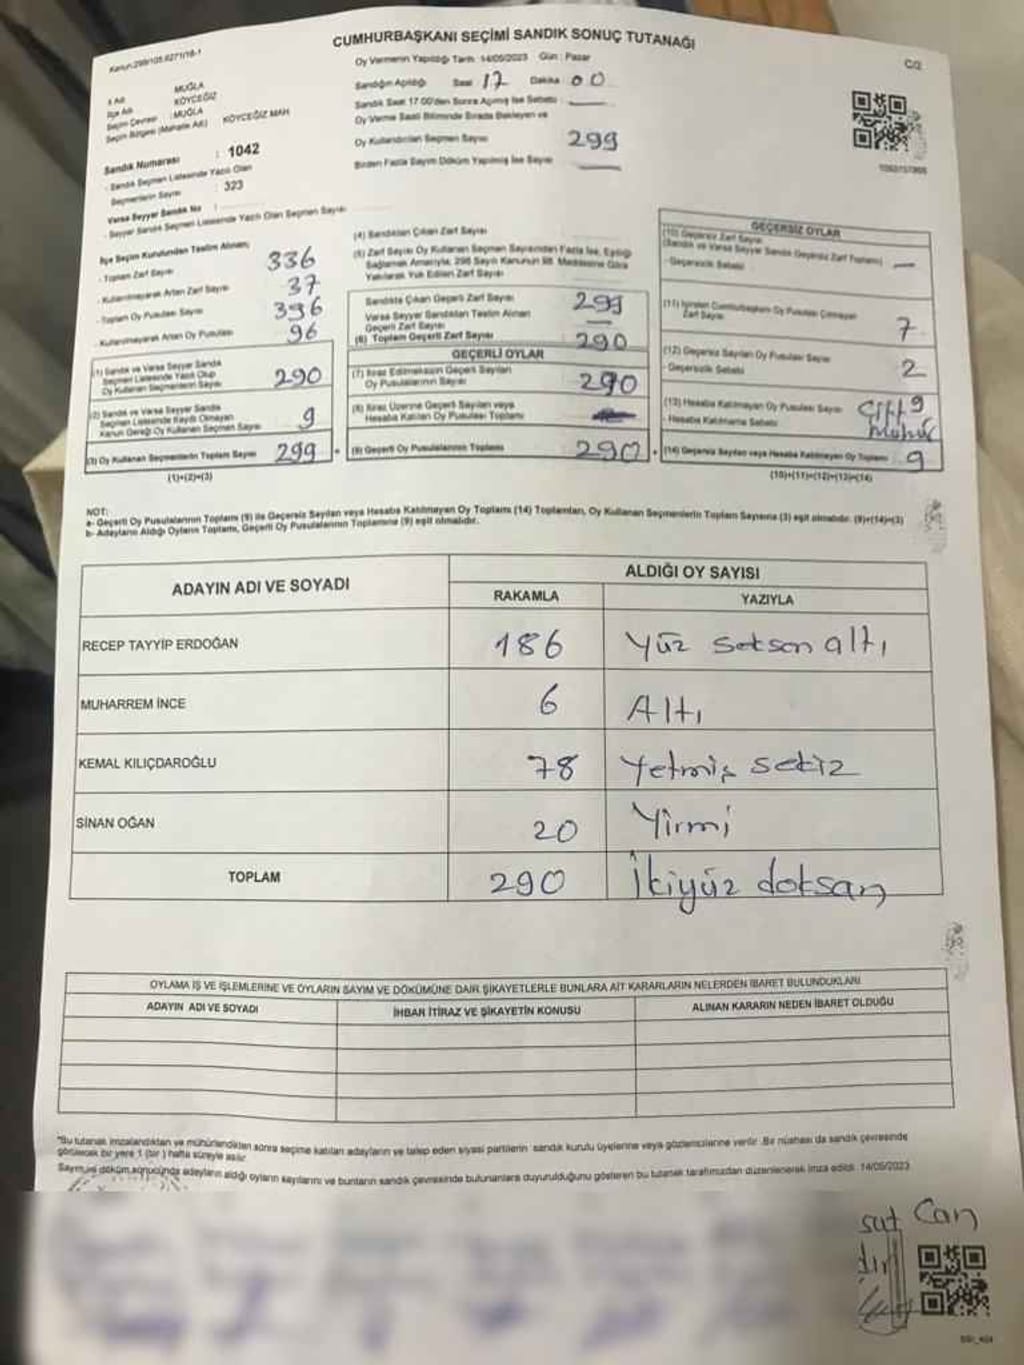 CUMHURBAŞKANI SEÇİMİ SANDIK SONUÇ TUTANAĞI
C/2
Oy Vermenin Yapıldığı Tarih: 14/05/2023 Gün: Pazar
Sandığın Açıldığı Saat 17 Dakika 00
İl Adı MUĞLA
İlçe Adı KÖYCEĞİZ
Seçim Çevresi : MUĞLA
Seçim Bölgesi (Mahalle Adı) KÖYCEĞİZ MAH
Sandık Saat 17:00'den Sonra Açılmış İse Sebebi
Oy Verme Saati Bitiminde Sırada Bekleyen ve
Oy Kullandırılan Seçmen Sayısı 299
Birden Fazla Sayım Döküm Yapılmış İse Sayısı
Sandık Numarası : 1042
Sandık Seçmen Listesinde Yazılı Olan
Seçmenlerin Sayısı : 323
Varsa Seyyar Sandık No :
- Seyyar Sandık Seçmen Listesinde Yazılı Olan Seçmen Sayısı
İlçe Seçim Kurulundan Teslim Alınan;
- Toplam Zarf Sayısı 336
- Kullanılmayarak Artan Zarf Sayısı 37
- Toplam Oy Pusulası Sayısı 396
- Kullanılmayarak Artan Oy Pusulası 96
(1) Sandık ve Varsa Seyyar Sandık
Seçmen Listesinde Yazılı Olup
Oy Kullanan Seçmenlerin Sayısı 290
(2) Sandık ve Varsa Seyyar Sandık
Seçmen Listesinde Kayıtlı Olmayan
Kanun Gereği Oy Kullanan Seçmen Sayısı 9
(3) Oy Kullanan Seçmenlerin Toplam Sayısı 299
(1)+(2)=(3)
(4) Sandıktan Çıkan Zarf Sayısı
(5) Zarf Sayısı Oy Kullanan Seçmen Sayısından Fazla İse, Eşitliği
Sağlamak Amacıyla, 298 Sayılı Kanunun 98. Maddesine Göre
Yakılarak Yok Edilen Zarf Sayısı
Sandıkta Çıkan Geçerli Zarf Sayısı 299
Varsa Seyyar Sandıktan Teslim Alınan
Geçerli Zarf Sayısı
(6) Toplam Geçerli Zarf Sayısı 290
GEÇERLİ OYLAR
(7) İtiraz Edilmeksizin Geçerli Sayılan
Oy Pusulalarının Sayısı 290
(8) İtiraz Üzerine Geçerli Sayılan veya
Hesaba Katılan Oy Pusulası Toplamı
(9) Geçerli Oy Pusulalarının Toplamı 290
GEÇERSİZ OYLAR
(10) Geçersiz Zarf Sayısı
(Sandık ve Varsa Seyyar Sandık Geçersiz Zarf Toplamı)
- Geçersizlik Sebebi
(11) İçinden Cumhurbaşkanı Oy Pusulası Çıkmayan
Zarf Sayısı 7
(12) Geçersiz Sayılan Oy Pusulası Sayısı 2
- Geçersizlik Sebebi
(13) Hesaba Katılmayan Oy Pusulası Sayısı Çift 9
- Hesaba Katılmama Sebebi mühür
(14) Geçersiz Sayılan veya Hesaba Katılmayan Oy Toplamı 9
(10)+(11)+(12)+(13)=(14)
NOT:
a- Geçerli Oy Pusulalarının Toplamı (9) ile Geçersiz Sayılan veya Hesaba Katılmayan Oy Toplamı (14) Toplamları, Oy Kullanan Seçmenlerin Toplam Sayısına (3) eşit olmalıdır. (9)+(14)=(3)
b- Adayların Aldığı Oyların Toplamı, Geçerli Oy Pusulalarının Toplamına (9) eşit olmalıdır.
ADAYIN ADI VE SOYADI ALDIĞI OY SAYISI
RAKAMLA YAZIYLA
RECEP TAYYİP ERDOĞAN 186 Yüz seksen altı
MUHARREM İNCE 6 Altı
KEMAL KILIÇDAROĞLU 78 Yetmiş sekiz
SİNAN OĞAN 20 Yirmi
TOPLAM 290 İkiyüz doksan
OYLAMA İŞ VE İŞLEMLERİNE VE OYLARIN SAYIM VE DÖKÜMÜNE DAİR ŞİKAYETLERLE BUNLARA AİT KARARLARIN NELERDEN İBARET BULUNDUKLARI
ADAYIN ADI VE SOYADI İHBAR İTİRAZ VE ŞİKAYETİN KONUSU ALINAN KARARIN NEDEN İBARET OLDUĞU
*Bu tutanak imzalandıktan ve mühürlendikten sonra seçime katılan adayların ve talep eden siyasi partilerin sandık kurulu üyelerine veya gözlemcilerine verilir. Bir nüshası da sandık çevresinde
görülecek bir yere 1 (bir) hafta süreyle asılır.
Sayım ve döküm sonucunda adayların aldığı oyların sayılarını ve bunların sandık çevresinde bulunanlara duyurulduğunu gösteren bu tutanak tarafımızdan düzenlenerek imza edildi. 14/05/2023
Can